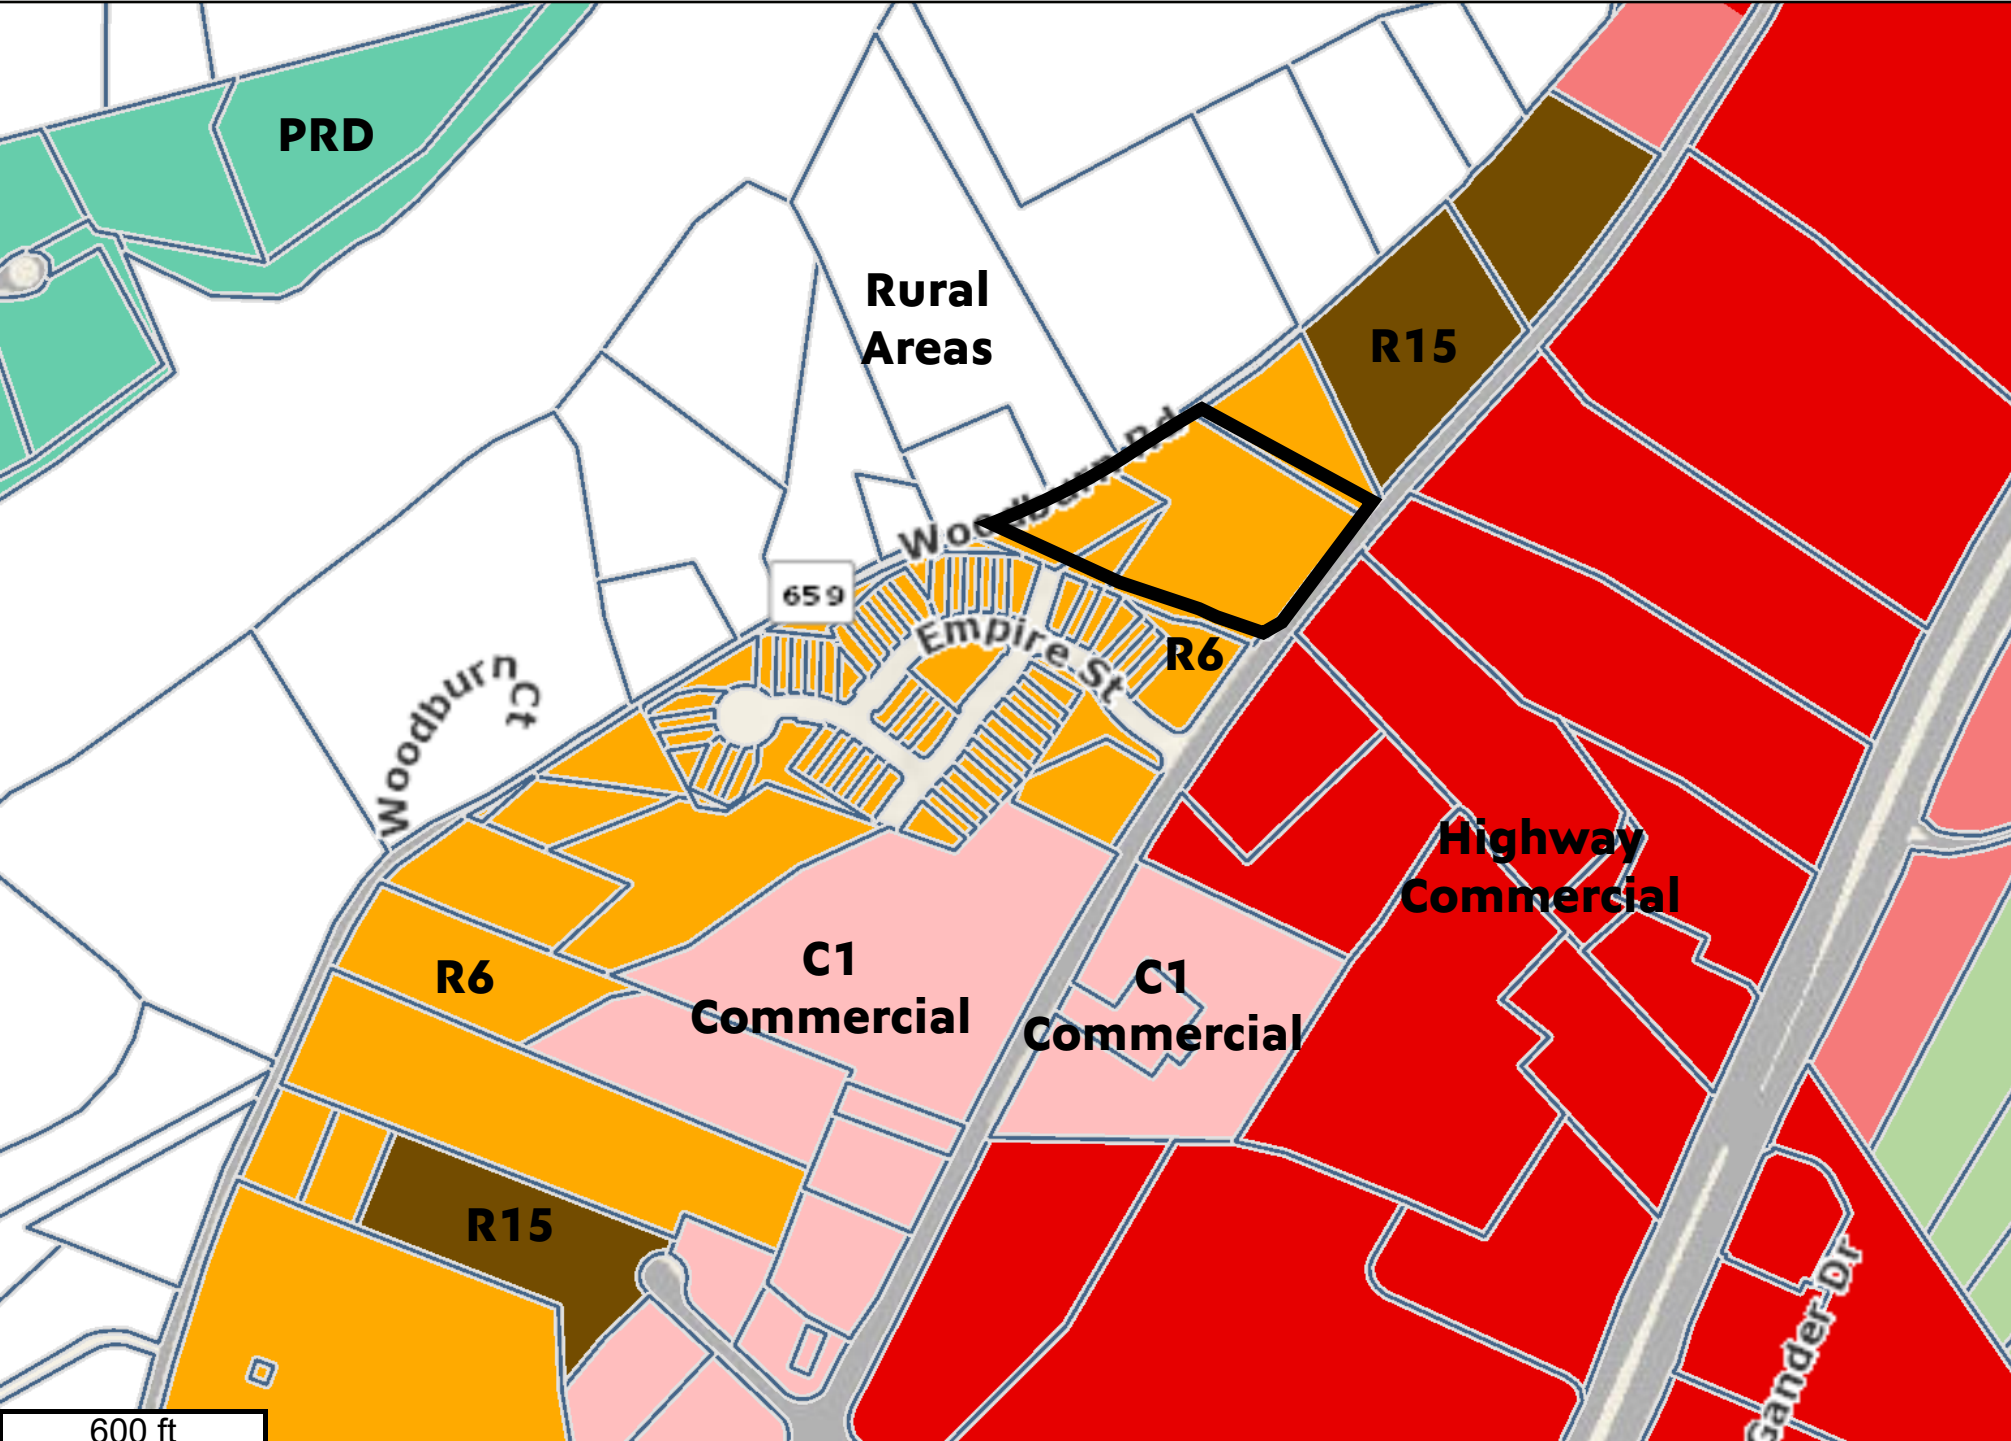 PRD
Rural
Areas
R15
Woodburn Rd
659
Empire St
R6
Woodburn Ct
Highway
Commercial
C1
Commercial
C1
Commercial
R6
R15
Gander Dr
600 ft